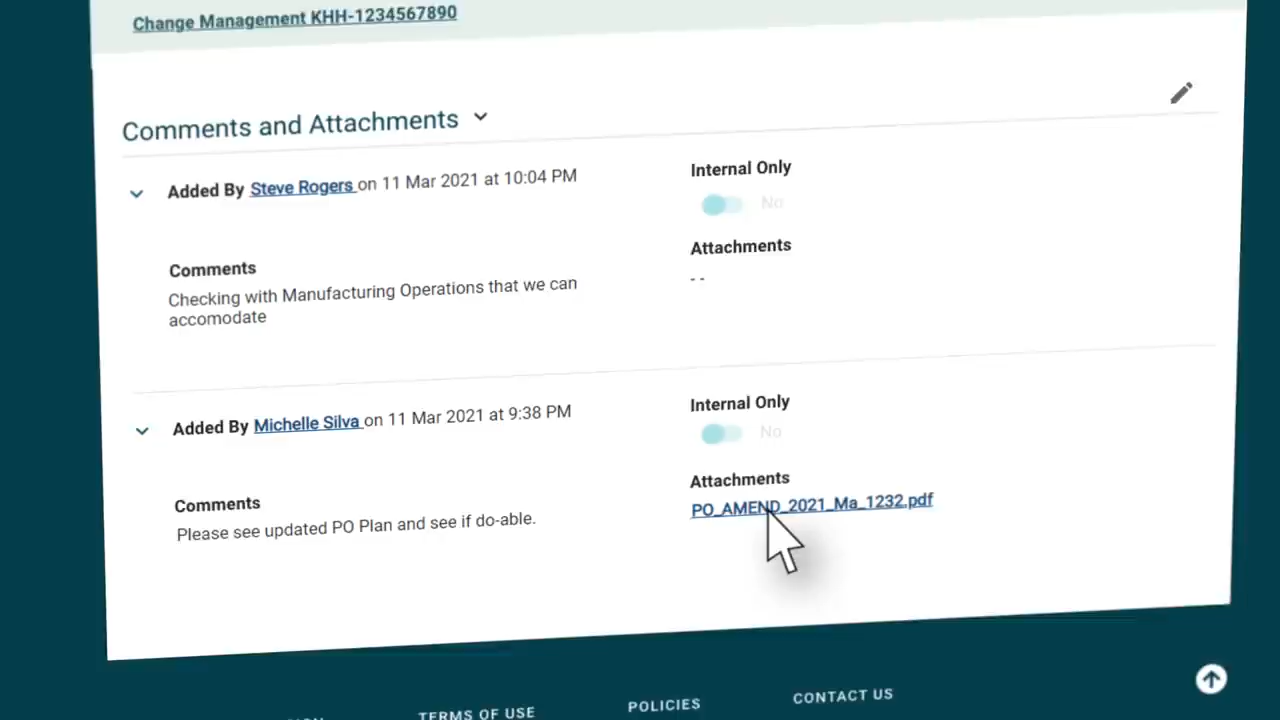 Change Management KHH-1234567890
Comments and Attachments
Added By Steve Rogers on 11 Mar 2021 at 10:04 PM
Internal Only
No
Comments
Checking with Manufacturing Operations that we can
accomodate
Attachments
- -
Added By Michelle Silva on 11 Mar 2021 at 9:38 PM
Internal Only
No
Comments
Please see updated PO Plan and see if do-able.
Attachments
PO_AMEND_2021_Ma_1232.pdf
TERMS OF USE
POLICIES
CONTACT US